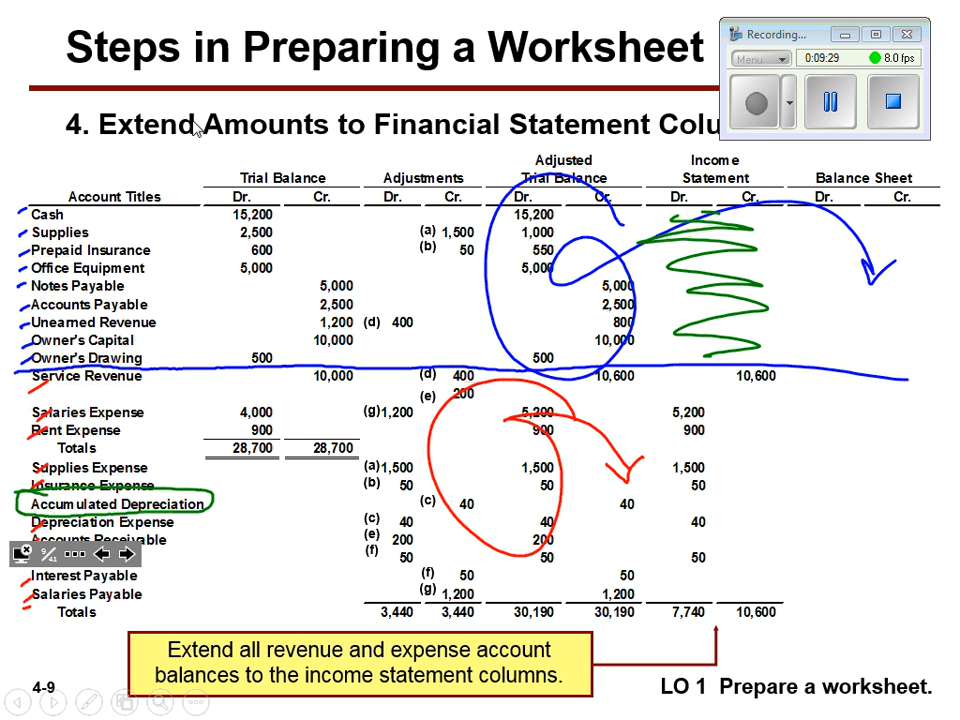 Steps in Preparing a Worksheet
Recording...
Menu
0:09:29
8.0 fps
4. Extend Amounts to Financial Statement Colu
Adjusted Income
Trial Balance Adjustments Trial Balance Statement Balance Sheet
Account Titles Dr. Cr. Dr. Cr. Dr. Cr. Dr. Cr. Dr. Cr.
Cash 15,200 15,200
Supplies 2,500 (a) 1,500 1,000
Prepaid Insurance 600 (b) 50 550
Office Equipment 5,000 5,000
Notes Payable 5,000 5,000
Accounts Payable 2,500 2,500
Unearned Revenue 1,200 (d) 400 800
Owner's Capital 10,000 10,000
Owner's Drawing 500 500
Service Revenue 10,000 (d) 400 10,600 10,600
(e) 200
Salaries Expense 4,000 (g) 1,200 5,200 5,200
Rent Expense 900 900 900
Totals 28,700 28,700
Supplies Expense (a) 1,500 1,500 1,500
Insurance Expense (b) 50 50 50
Accumulated Depreciation (c) 40 40
Depreciation Expense (c) 40 40 40
Accounts Receivable (e) 200 200
(f) 50 50 50
Interest Payable (f) 50 50
Salaries Payable (g) 1,200 1,200
Totals 3,440 3,440 30,190 30,190 7,740 10,600
9/41
Extend all revenue and expense account
balances to the income statement columns.
4-9
LO 1 Prepare a worksheet.